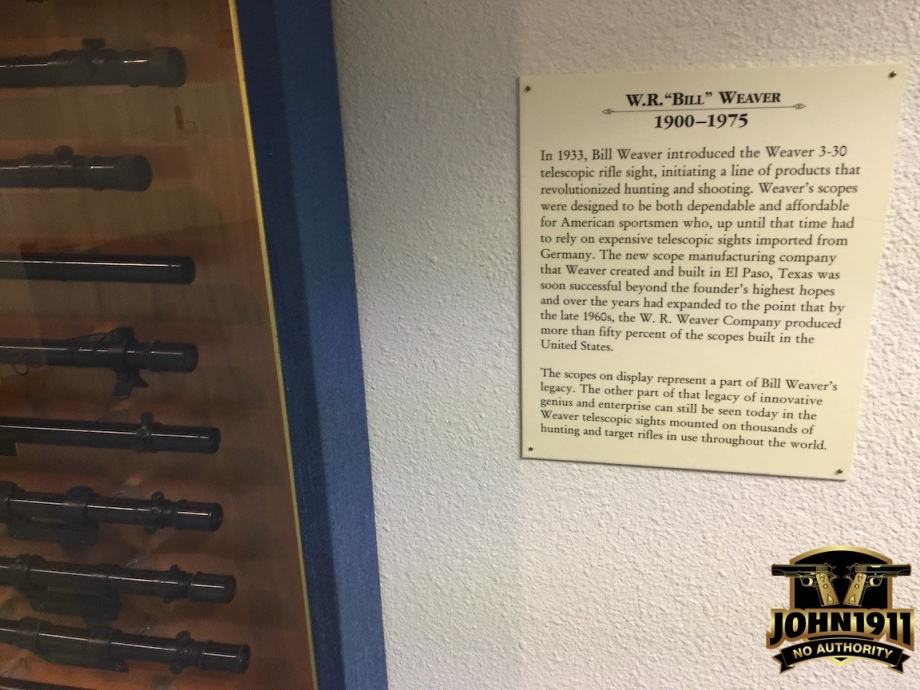 W.R. “BILL” WEAVER
1900–1975
In 1933, Bill Weaver introduced the Weaver 3-30
telescopic rifle sight, initiating a line of products that
revolutionized hunting and shooting. Weaver’s scopes
were designed to be both dependable and affordable
for American sportsmen who, up until that time had
to rely on expensive telescopic sights imported from
Germany. The new scope manufacturing company
that Weaver created and built in El Paso, Texas was
soon successful beyond the founder’s highest hopes
and over the years had expanded to the point that by
the late 1960s, the W. R. Weaver Company produced
more than fifty percent of the scopes built in the
United States.
The scopes on display represent a part of Bill Weaver’s
legacy. The other part of that legacy of innovative
genius and enterprise can still be seen today in the
Weaver telescopic sights mounted on thousands of
hunting and target rifles in use throughout the world.
JOHN1911
NO AUTHORITY